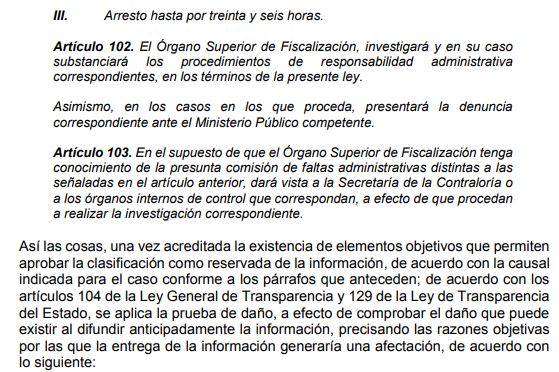 III. Arresto hasta por treinta y seis horas.
Artículo 102. El Órgano Superior de Fiscalización, investigará y en su caso
substanciará los procedimientos de responsabilidad administrativa
correspondientes, en los términos de la presente ley.
Asimismo, en los casos en los que proceda, presentará la denuncia
correspondiente ante el Ministerio Público competente.
Artículo 103. En el supuesto de que el Órgano Superior de Fiscalización tenga
conocimiento de la presunta comisión de faltas administrativas distintas a
las señaladas en el artículo anterior, dará vista a la Secretaría de la Contraloría o
a los órganos internos de control que correspondan, a efecto de que procedan
a realizar la investigación correspondiente.
Así las cosas, una vez acreditada la existencia de elementos objetivos que permiten
aprobar la clasificación como reservada de la información, de acuerdo con la causal
indicada para el caso conforme a los párrafos que anteceden; de acuerdo con los
artículos 104 de la Ley General de Transparencia y 129 de la Ley de Transparencia
del Estado, se aplica la prueba de daño, a efecto de comprobar el daño que puede
existir al difundir anticipadamente la información, precisando las razones objetivas
por las que la entrega de la información generaría una afectación, de acuerdo con
lo siguiente: